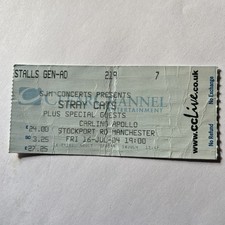 STALLS GEN-AD 219 7
SJM CONCERTS PRESENTS
STRAY CATS
PLUS SPECIAL GUESTS
CARLING APOLLO
STOCKPORT RD MANCHESTER
FRI 16-JUL-04 19:00
24.00
3.25
27.25
www.ccLive.co.uk
No Exchange
No Refund